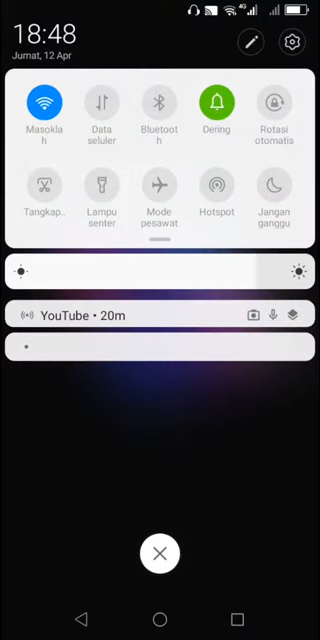 4G
18:48
Jumat, 12 Apr
Masokla
h
Data
seluler
Bluetoot
h
Dering
Rotasi
otomatis
Tangkap..
Lampu
senter
Mode
pesawat
Hotspot
Jangan
ganggu
YouTube • 20m